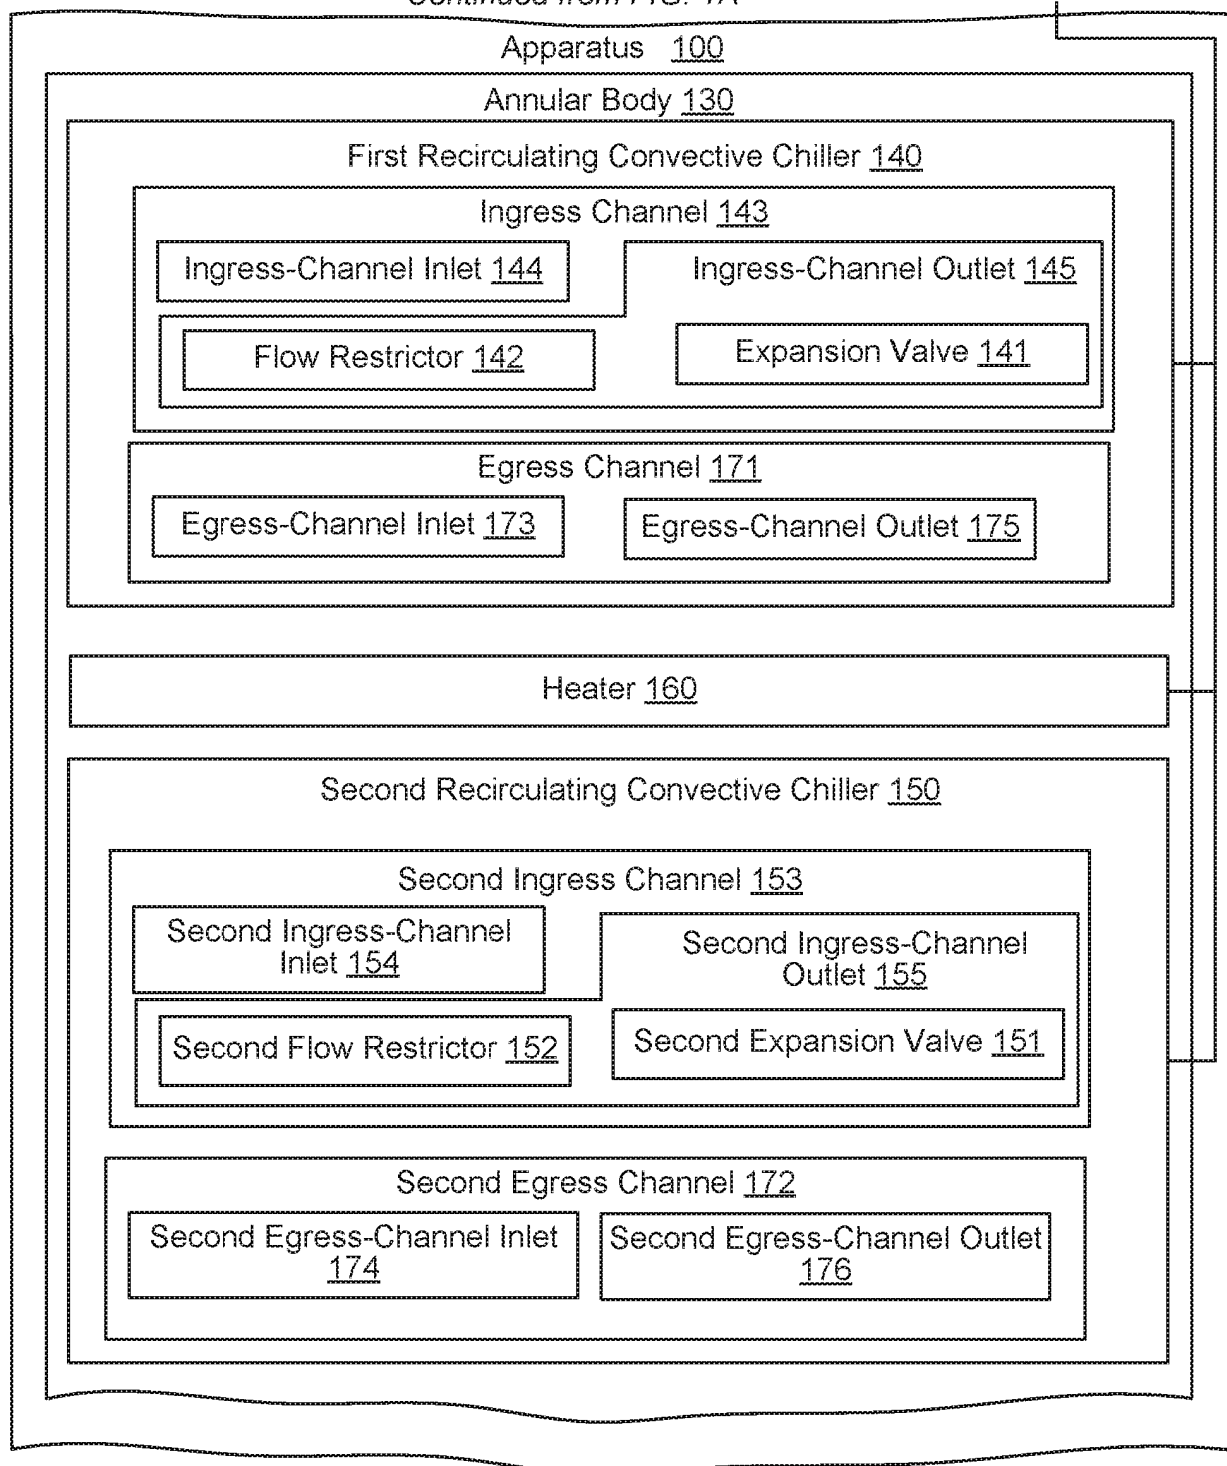 Continued from FIG. 1A
Apparatus 100
Annular Body 130
First Recirculating Convective Chiller 140
Ingress Channel 143
Ingress-Channel Inlet 144
Ingress-Channel Outlet 145
Flow Restrictor 142
Expansion Valve 141
Egress Channel 171
Egress-Channel Inlet 173
Egress-Channel Outlet 175
Heater 160
Second Recirculating Convective Chiller 150
Second Ingress Channel 153
Second Ingress-Channel
Inlet 154
Second Ingress-Channel
Outlet 155
Second Flow Restrictor 152
Second Expansion Valve 151
Second Egress Channel 172
Second Egress-Channel Inlet
174
Second Egress-Channel Outlet
176